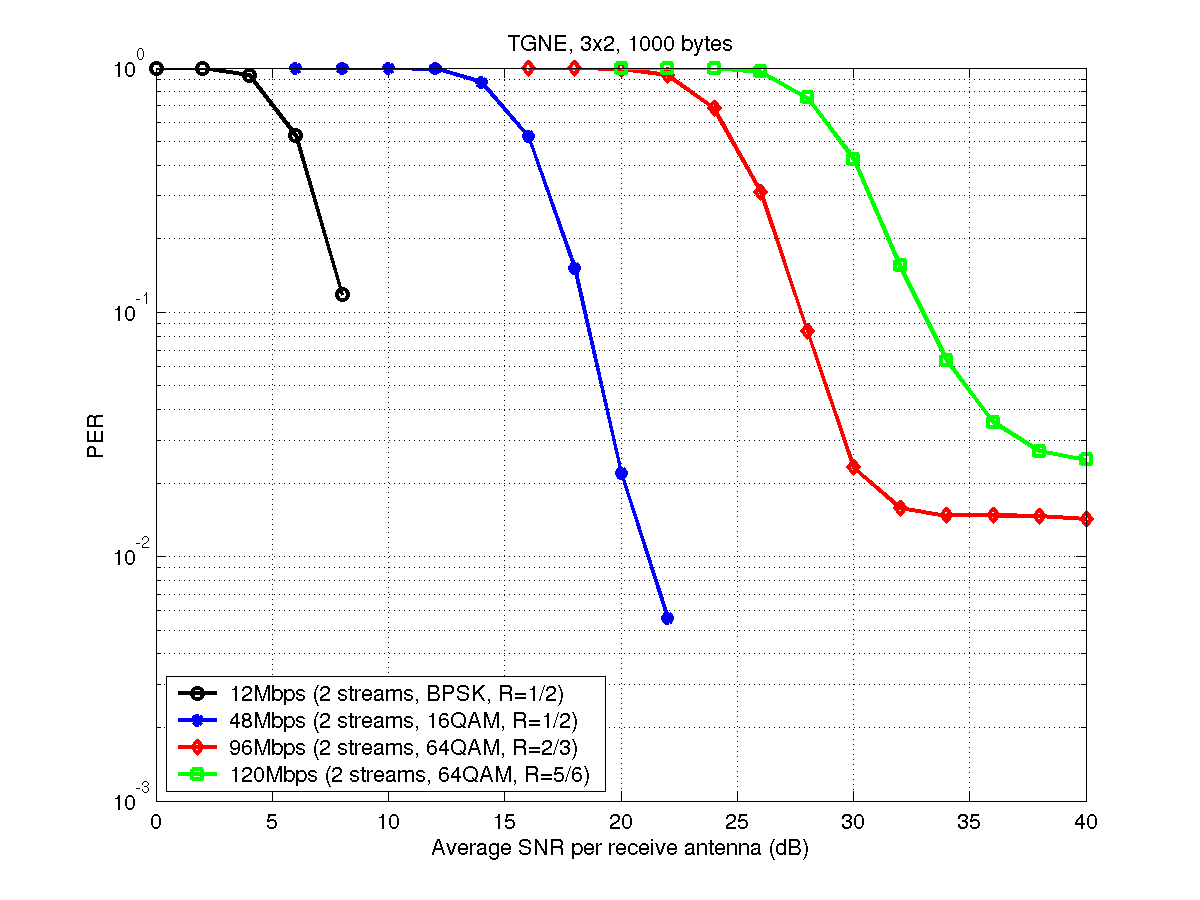 TGNE, 3x2, 1000 bytes
10^0
10^-1
10^-2
10^-3
PER
12Mbps (2 streams, BPSK, R=1/2)
48Mbps (2 streams, 16QAM, R=1/2)
96Mbps (2 streams, 64QAM, R=2/3)
120Mbps (2 streams, 64QAM, R=5/6)
0 5 10 15 20 25 30 35 40
Average SNR per receive antenna (dB)